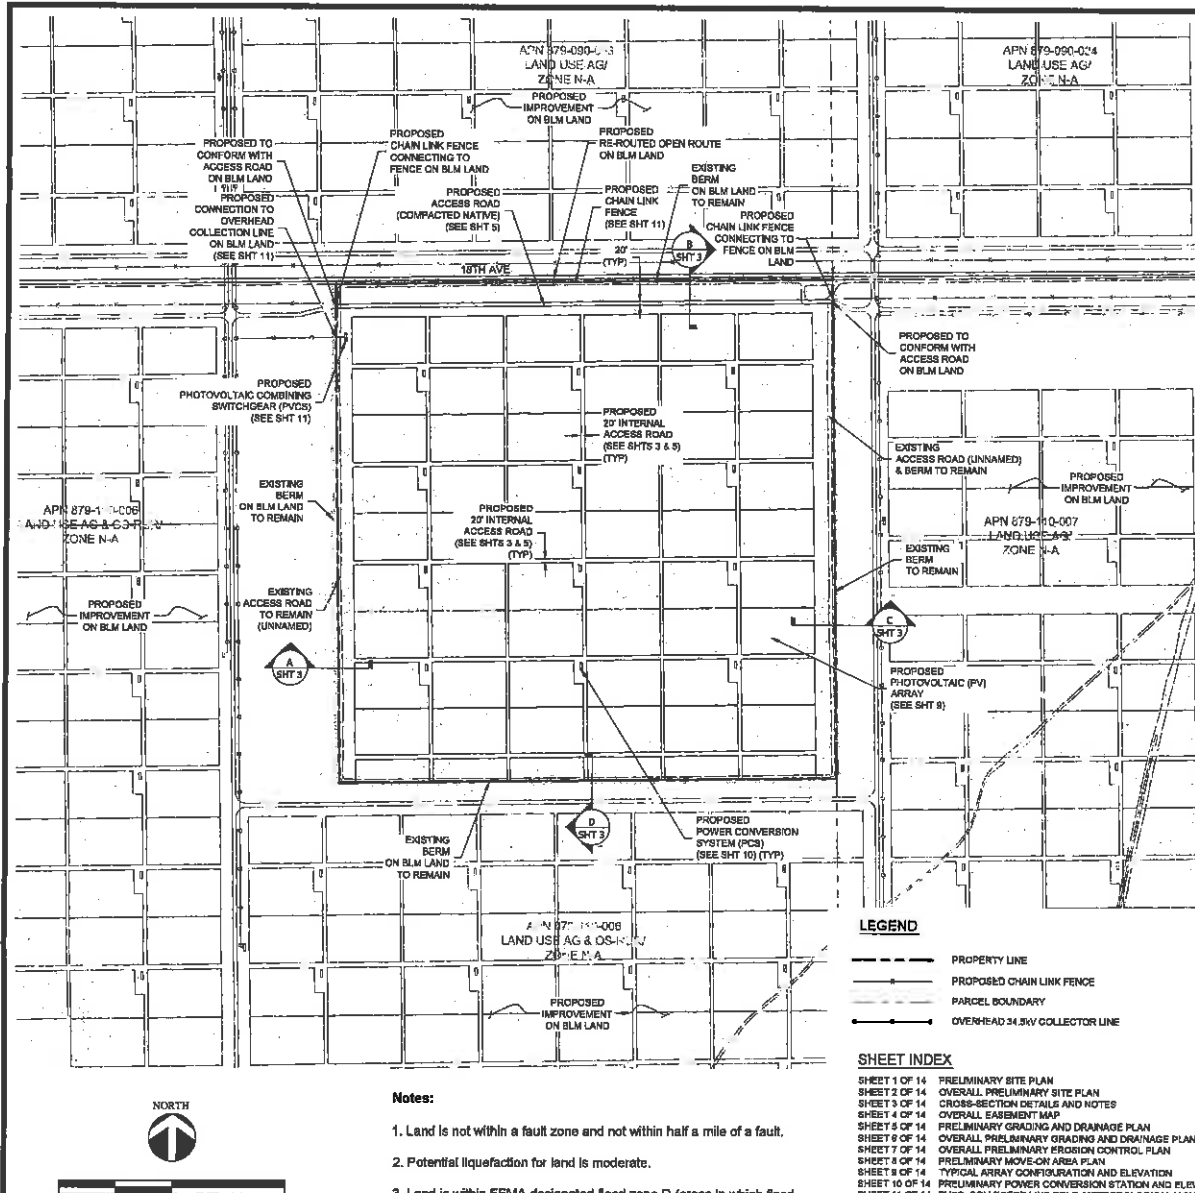 LAND USE AG/
ZONE N-A
APN 879-090-024
LAND USE AG/
ZONE N-A
PROPOSED
IMPROVEMENT
ON BLM LAND
PROPOSED TO
CONFORM WITH
ACCESS ROAD
ON BLM LAND
PROPOSED
CONNECTION TO
OVERHEAD
COLLECTION LINE
ON BLM LAND
(SEE SHT 11)
PROPOSED
CHAIN LINK FENCE
CONNECTING TO
FENCE ON BLM LAND
PROPOSED
ACCESS ROAD
(COMPACTED NATIVE)
(SEE SHT 5)
PROPOSED
RE-ROUTED OPEN ROUTE
ON BLM LAND
PROPOSED
CHAIN LINK
FENCE
(SEE SHT 11)
EXISTING
BERM
ON BLM LAND
TO REMAIN
PROPOSED
CHAIN LINK FENCE
CONNECTING TO
FENCE ON BLM
LAND
20'
(TYP)
B
SHT 3
18TH AVE
PROPOSED TO
CONFORM WITH
ACCESS ROAD
ON BLM LAND
PROPOSED
PHOTOVOLTAIC COMBINING
SWITCHGEAR (PVCS)
(SEE SHT 11)
PROPOSED
20' INTERNAL
ACCESS ROAD
(SEE SHTS 3 & 5)
(TYP)
EXISTING
ACCESS ROAD (UNNAMED)
& BERM TO REMAIN
PROPOSED
IMPROVEMENT
ON BLM LAND
EXISTING
BERM
ON BLM LAND
TO REMAIN
ZONE N-A
PROPOSED
20' INTERNAL
ACCESS ROAD
(SEE SHTS 3 & 5)
(TYP)
APN 879-110-007
LAND USE AG/
ZONE N-A
EXISTING
BERM
TO REMAIN
PROPOSED
IMPROVEMENT
ON BLM LAND
EXISTING
ACCESS ROAD
TO REMAIN
(UNNAMED)
A
SHT 3
C
SHT 3
PROPOSED
PHOTOVOLTAIC (PV)
ARRAY
(SEE SHT 9)
D
SHT 3
PROPOSED
POWER CONVERSION
SYSTEM (PCS)
(SEE SHT 10) (TYP)
EXISTING
BERM
ON BLM LAND
TO REMAIN
LAND USE AG &
PROPOSED
IMPROVEMENT
ON BLM LAND
LEGEND
PROPERTY LINE
PROPOSED CHAIN LINK FENCE
PARCEL BOUNDARY
OVERHEAD 34.5kV COLLECTOR LINE
SHEET INDEX
SHEET 1 OF 14 PRELIMINARY SITE PLAN
SHEET 2 OF 14 OVERALL PRELIMINARY SITE PLAN
SHEET 3 OF 14 CROSS-SECTION DETAILS AND NOTES
SHEET 4 OF 14 OVERALL EASEMENT MAP
SHEET 5 OF 14 PRELIMINARY GRADING AND DRAINAGE PLAN
SHEET 6 OF 14 OVERALL PRELIMINARY GRADING AND DRAINAGE PLAN
SHEET 7 OF 14 OVERALL PRELIMINARY EROSION CONTROL PLAN
SHEET 8 OF 14 PRELIMINARY MOVE-ON AREA PLAN
SHEET 9 OF 14 TYPICAL ARRAY CONFIGURATION AND ELEVATION
SHEET 10 OF 14 PRELIMINARY POWER CONVERSION STATION AND ELEV
NORTH
Notes:
1. Land is not within a fault zone and not within half a mile of a fault.
2. Potential liquefaction for land is moderate.